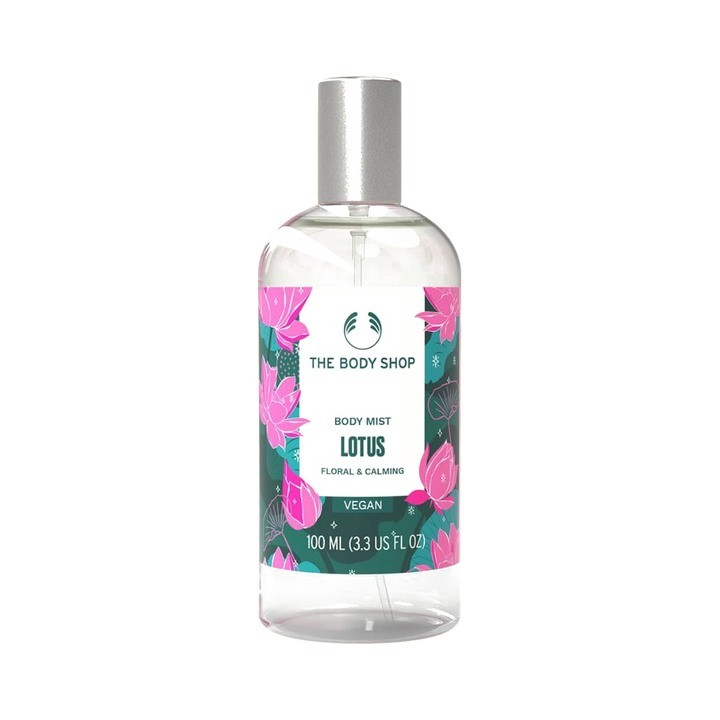 THE BODY SHOP
BODY MIST
LOTUS
FLORAL & CALMING
VEGAN
100 ML (3.3 US FL OZ)